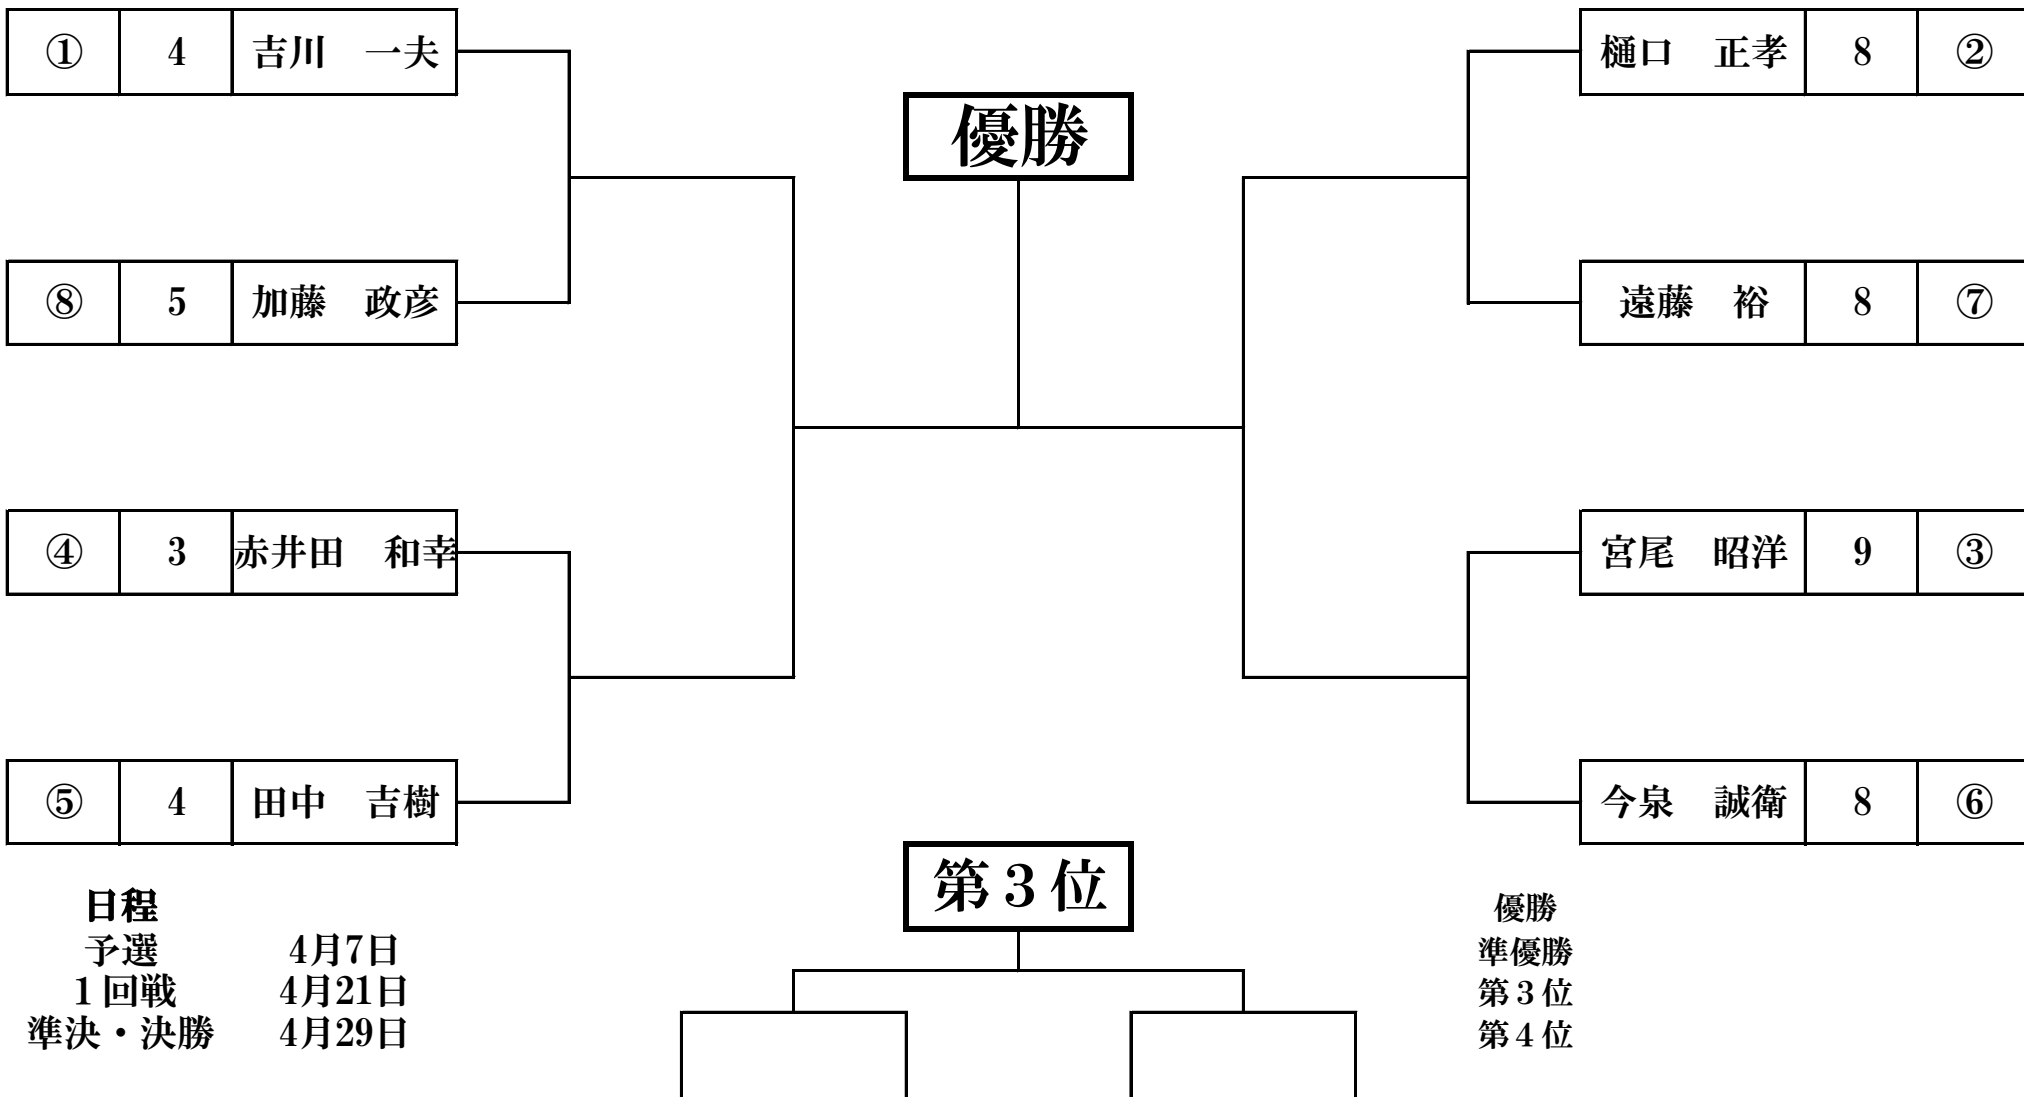 ① 4 吉川　一夫
樋口　正孝 8 ②
優勝
⑧ 5 加藤　政彦
遠藤　裕 8 ⑦
④ 3 赤井田　和幸
宮尾　昭洋 9 ③
⑤ 4 田中　吉樹
今泉　誠衛 8 ⑥
第３位
日程
予選 4月7日
１回戦 4月21日
準決・決勝 4月29日
優勝
準優勝
第３位
第４位